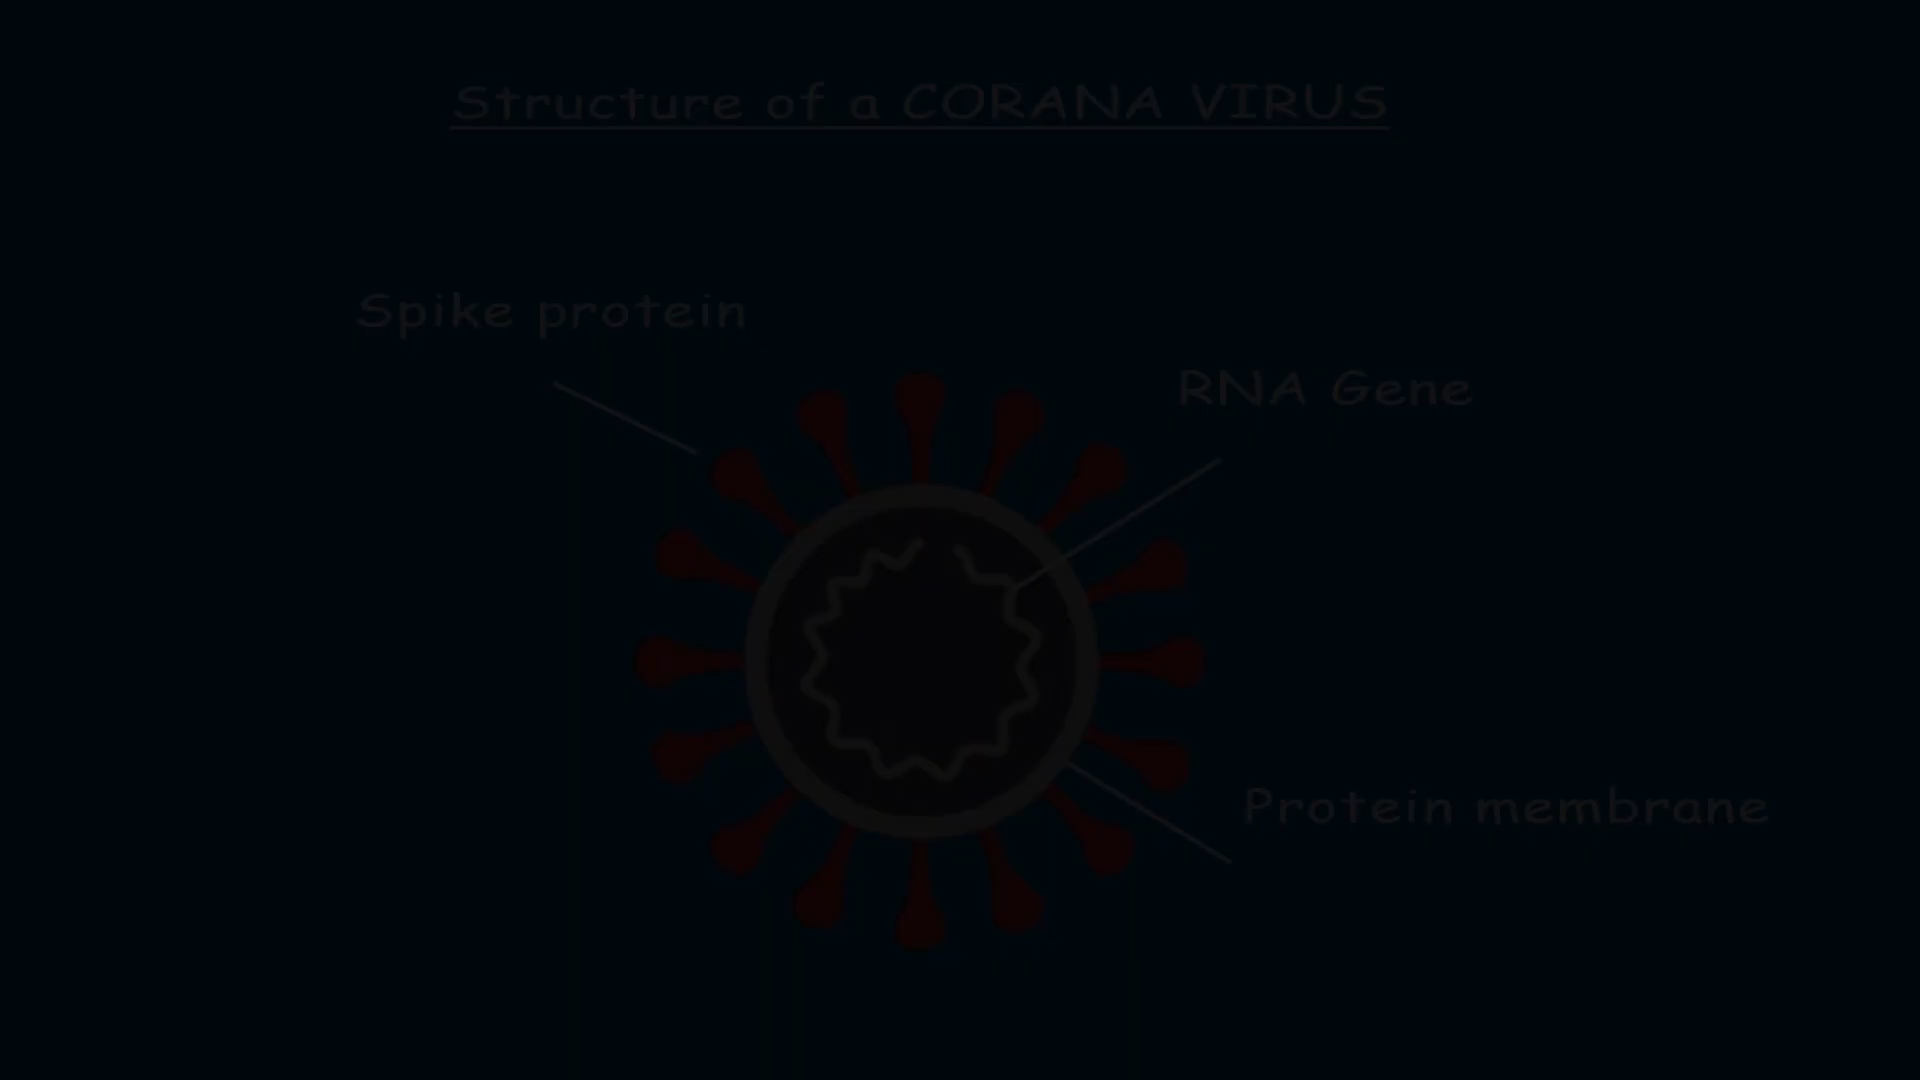 Structure of a CORANA VIRUS
Spike protein
RNA Gene
Protein membrane